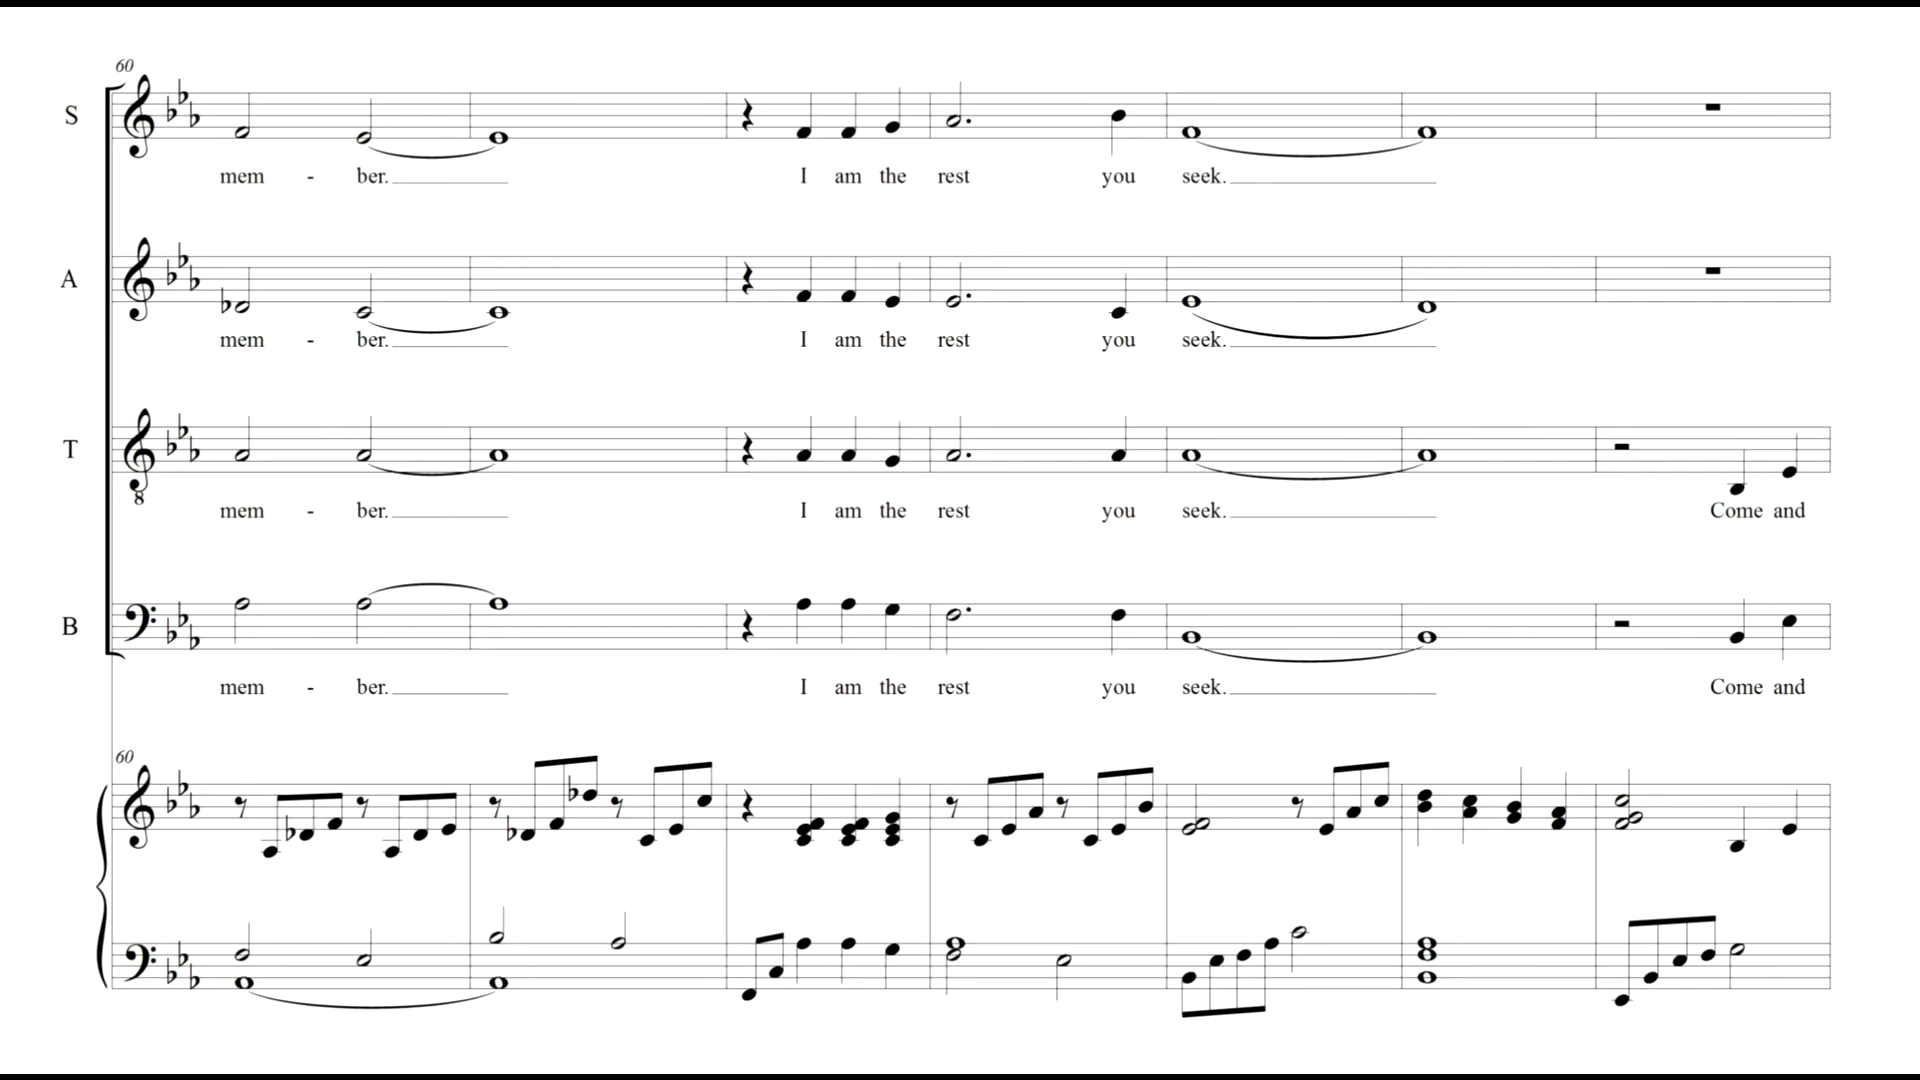 60
S
mem - ber. I am the rest you seek.
A
mem - ber. I am the rest you seek.
T
8
mem - ber. I am the rest you seek. Come and
B
mem - ber. I am the rest you seek. Come and
60